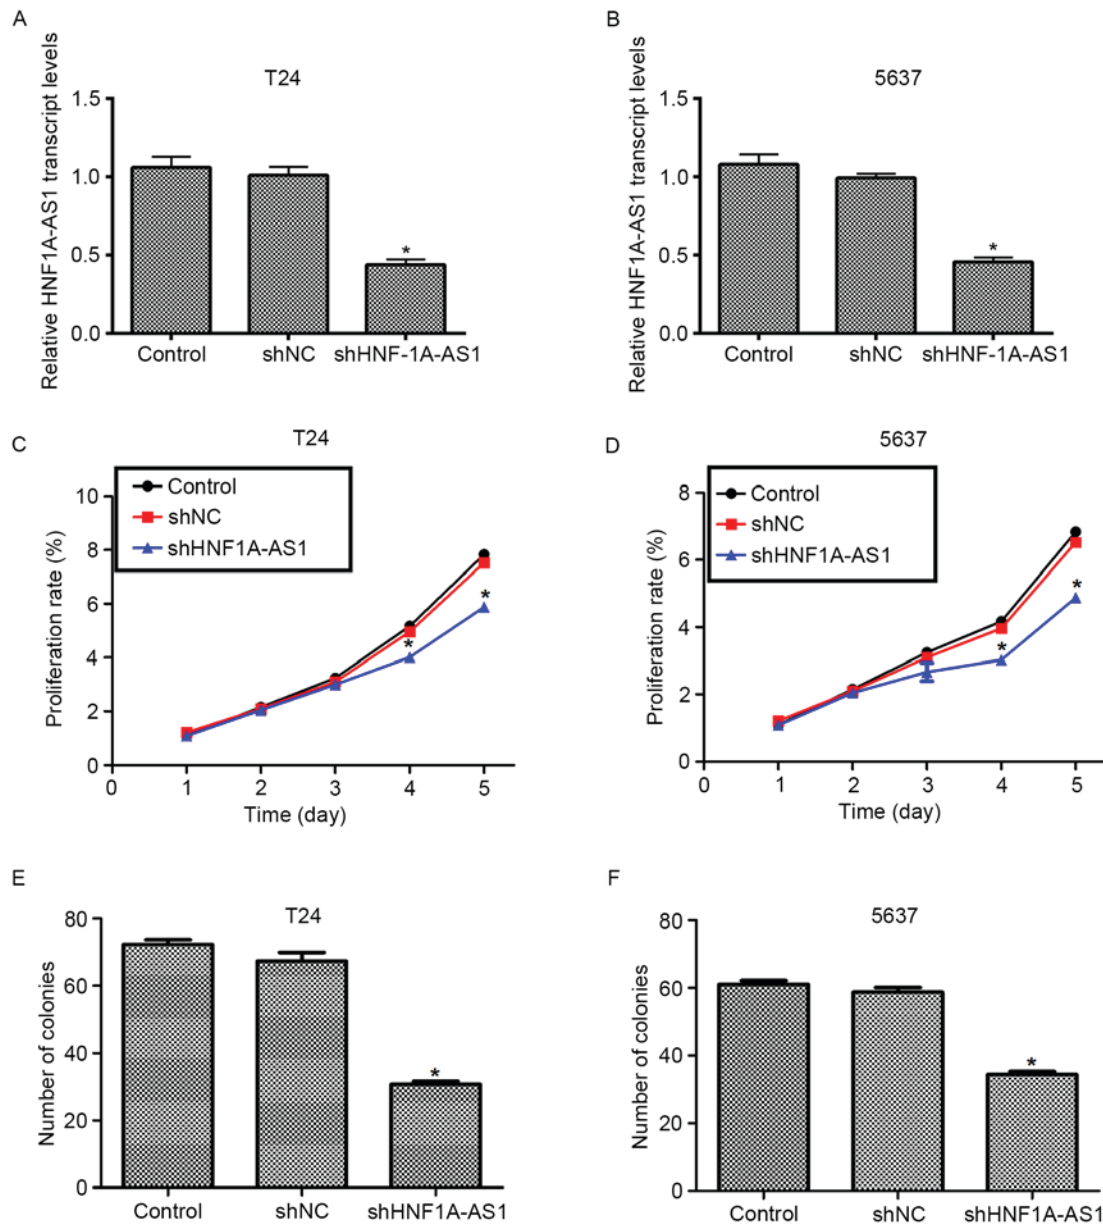 A
T24
Relative HNF1A-AS1 transcript levels
1.5
1.0
0.5
0.0
*
Control
shNC
shHNF-1A-AS1
B
5637
Relative HNF1A-AS1 transcript levels
1.5
1.0
0.5
0.0
*
Control
shNC
shHNF-1A-AS1
C
T24
Control
shNC
shHNF1A-AS1
Proliferation rate (%)
10
8
6
4
2
0
* *
0 1 2 3 4 5
Time (day)
D
5637
Control
shNC
shHNF1A-AS1
Proliferation rate (%)
8
6
4
2
0
* *
0 1 2 3 4 5
Time (day)
E
T24
Number of colonies
80
60
40
20
0
*
Control
shNC
shHNF1A-AS1
F
5637
Number of colonies
80
60
40
20
0
*
Control
shNC
shHNF1A-AS1